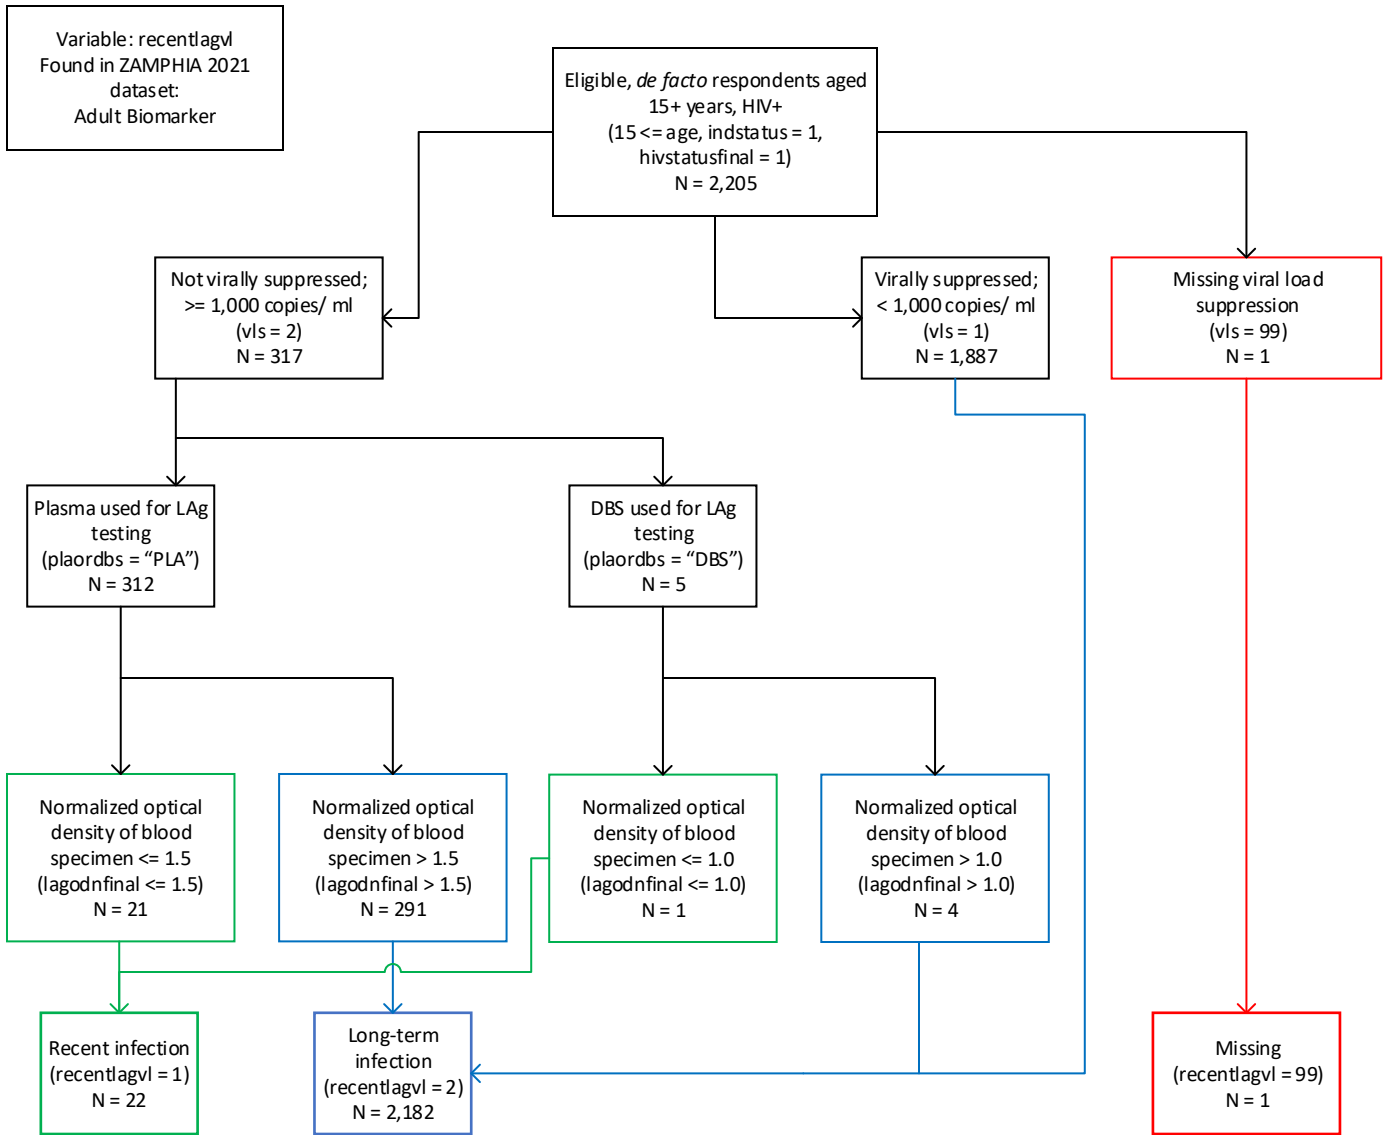 Variable: recentlagvl
Found in ZAMPHIA 2021
dataset:
Adult Biomarker
Eligible, de facto respondents aged
15+ years, HIV+
(15 <= age, indstatus = 1,
hivstatusfinal = 1)
N = 2,205
Not virally suppressed;
>= 1,000 copies/ ml
(vls = 2)
N = 317
Virally suppressed;
< 1,000 copies/ ml
(vls = 1)
N = 1,887
Missing viral load
suppression
(vls = 99)
N = 1
Plasma used for LAg
testing
(plaordbs = “PLA”)
N = 312
DBS used for LAg
testing
(plaordbs = “DBS”)
N = 5
Normalized optical
density of blood
specimen <= 1.5
(lagodnfinal <= 1.5)
N = 21
Normalized optical
density of blood
specimen > 1.5
(lagodnfinal > 1.5)
N = 291
Normalized optical
density of blood
specimen <= 1.0
(lagodnfinal <= 1.0)
N = 1
Normalized optical
density of blood
specimen > 1.0
(lagodnfinal > 1.0)
N = 4
Recent infection
(recentlagvl = 1)
N = 22
Long-term
infection
(recentlagvl = 2)
N = 2,182
Missing
(recentlagvl = 99)
N = 1